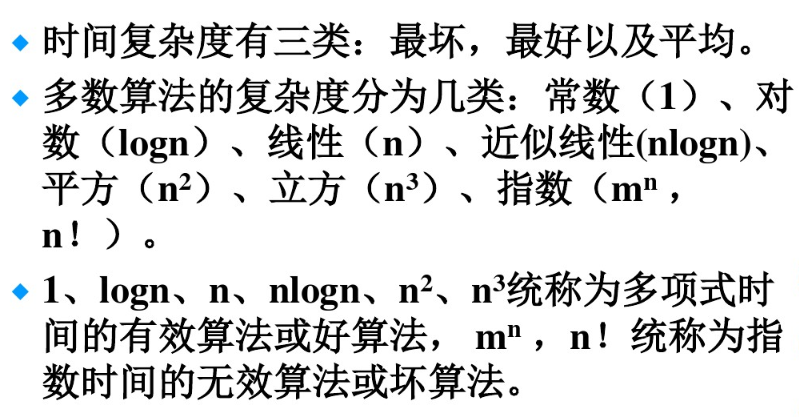 ◆ 时间复杂度有三类：最坏，最好以及平均。
◆ 多数算法的复杂度分为几类：常数（1）、对
数（logn）、线性（n）、近似线性(nlogn)、
平方（n²）、立方（n³）、指数（mⁿ，
n！）。
◆ 1、logn、n、nlogn、n²、n³统称为多项式时
间的有效算法或好算法， mⁿ，n！统称为指
数时间的无效算法或坏算法。